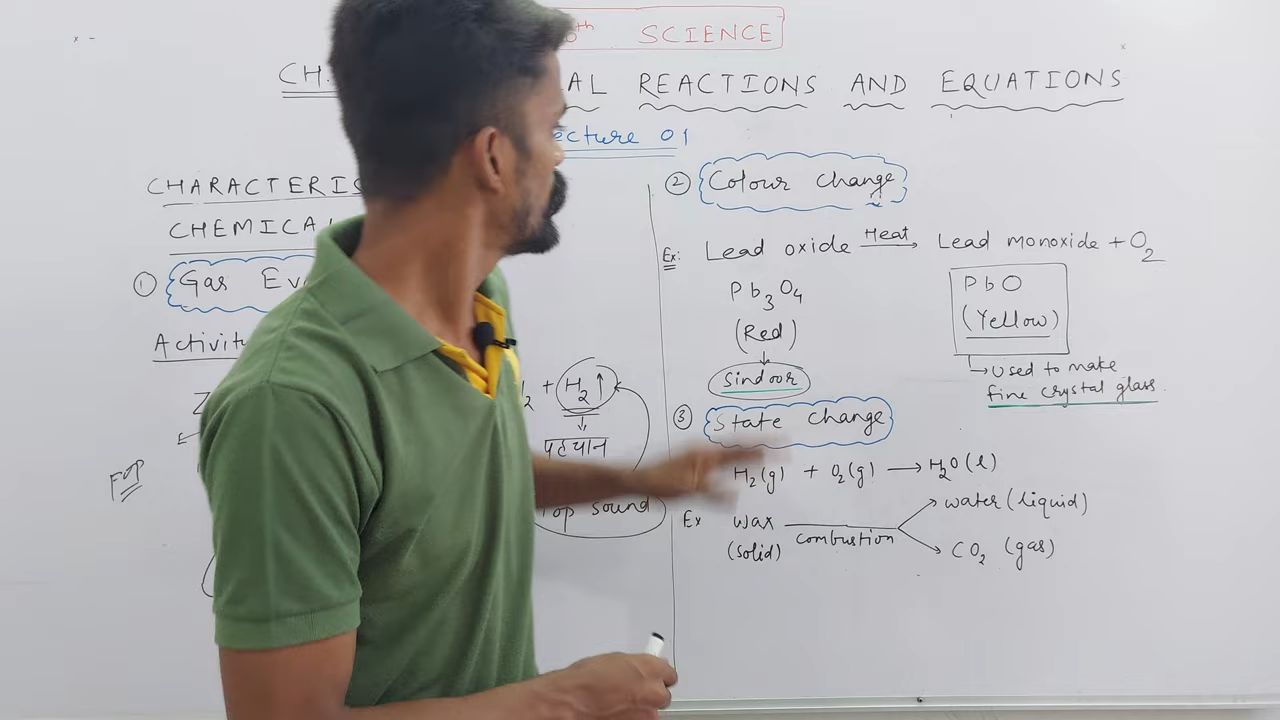 SCIENCE
CH. AL REACTIONS AND EQUATIONS
ecture 01
CHARACTERIS
CHEMICA
① Gas Ev
Activit
Z
+ H₂ ↑
पहचान
Pop sound
② Colour change
Ex: Lead oxide Heat → Lead monoxide + O₂
Pb₃O₄ PbO
(Red) (Yellow)
Sindoor
→ Used to make
fine crystal glass.
③ State change
H₂(g) + O₂(g) → H₂O(l)
Ex wax combustion → water (liquid)
(solid) → CO₂ (gas)